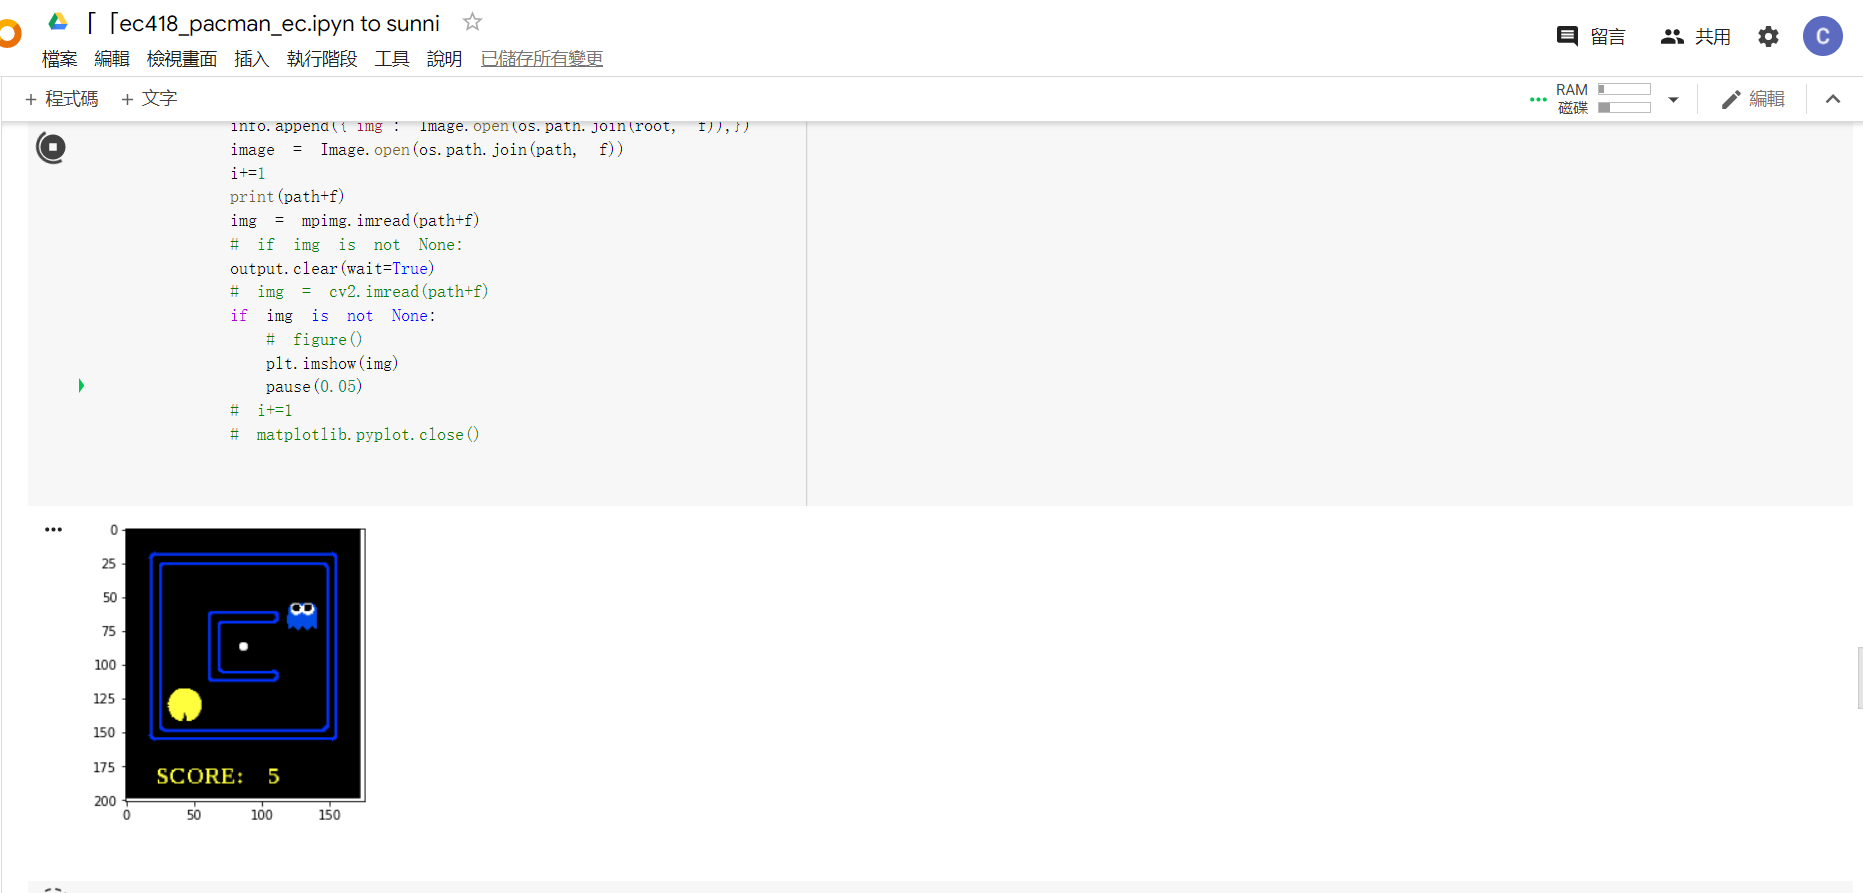 「「ec418_pacman_ec.ipyn to sunni
留言
共用
C
檔案 編輯 檢視畫面 插入 執行階段 工具 說明 已儲存所有變更
+ 程式碼 + 文字
RAM
磁碟
編輯
info.append({'img': Image.open(os.path.join(root, f)),})
image = Image.open(os.path.join(path, f))
i+=1
print(path+f)
img = mpimg.imread(path+f)
# if img is not None:
output.clear(wait=True)
# img = cv2.imread(path+f)
if img is not None:
# figure()
plt.imshow(img)
pause(0.05)
# i+=1
# matplotlib.pyplot.close()
0
25
50
75
100
125
150
175
200
SCORE: 5
0 50 100 150